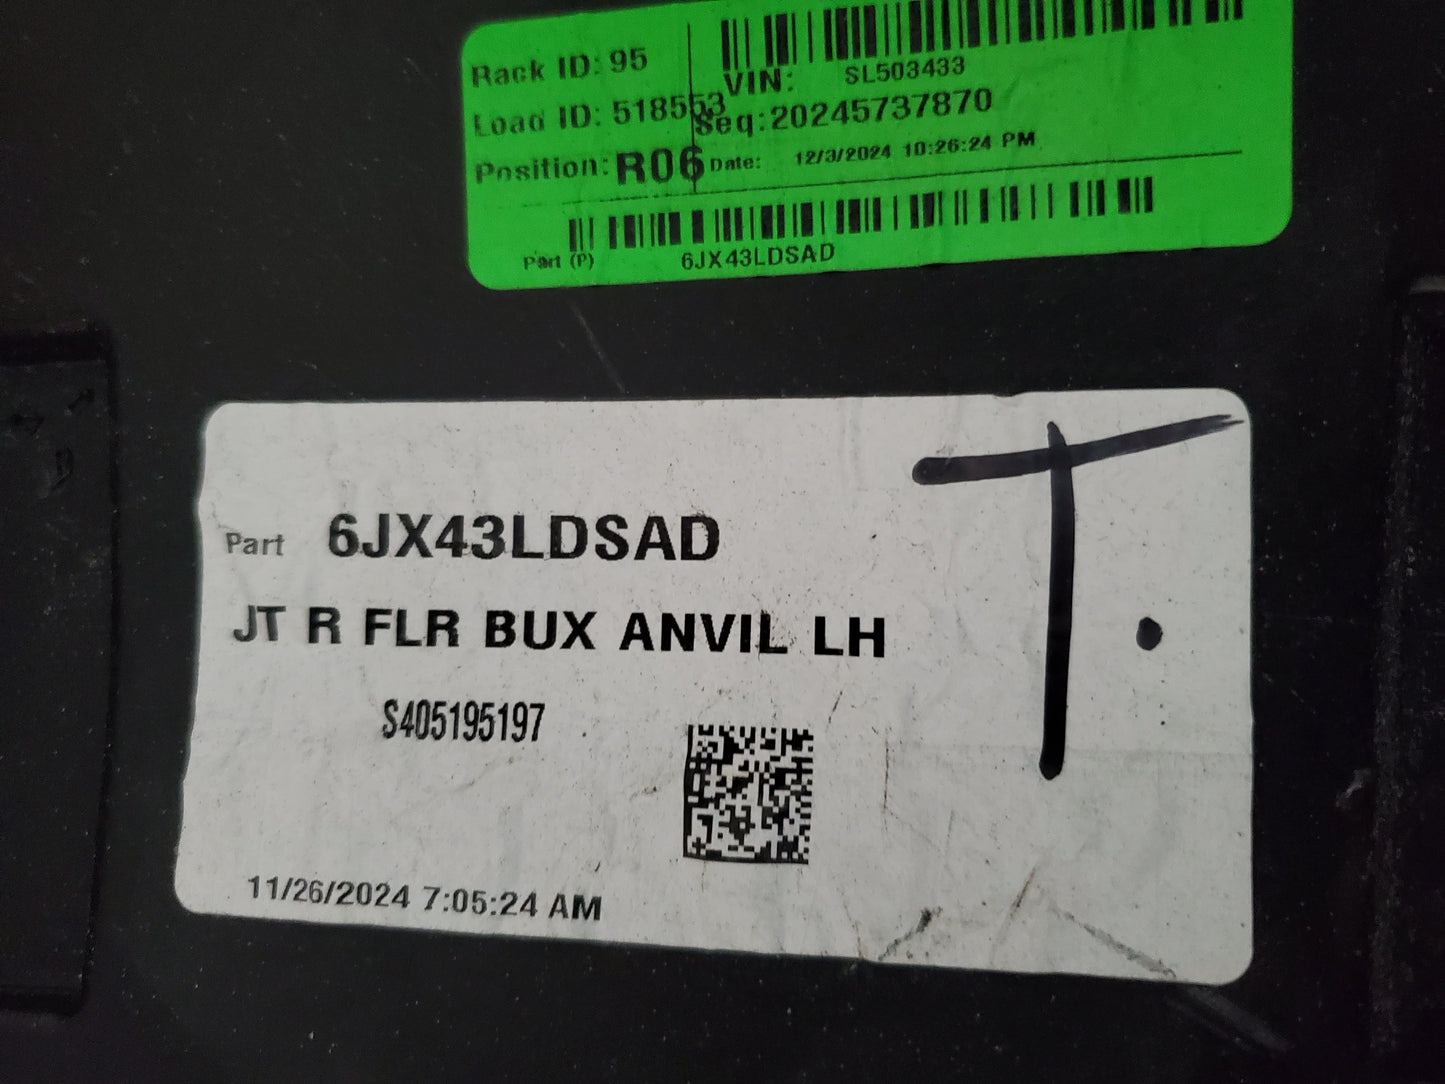 Rack ID: 95
Load ID: 518553
Position: R06
VIN: SL503433
Seq: 20245737870
Date: 12/3/2024 10:26:24 PM
Part (P) 6JX43LDSAD
Part 6JX43LDSAD
JT R FLR BUX ANVIL LH
S405195197
11/26/2024 7:05:24 AM
T.